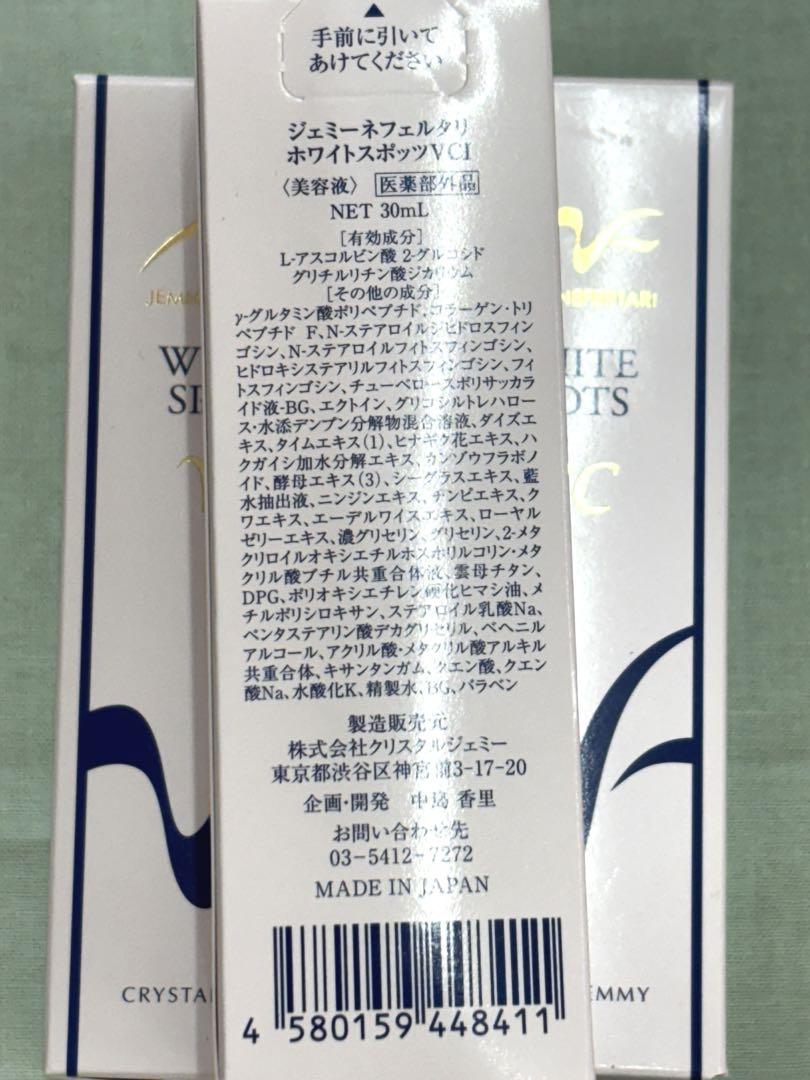 手前に引いて
あけてください
ジェミーネフェルタリ
ホワイトスポッツVCI
〈美容液〉 医薬部外品
NET 30mL
[有効成分]
L-アスコルビン酸 2-グルコシド
グリチルリチン酸ジカリウム
[その他の成分]
γ-グルタミン酸ポリペプチド、コラーゲン・トリ
ペプチド F、N-ステアロイルジヒドロスフィン
ゴシン、N-ステアロイルフィトスフィンゴシン、
ヒドロキシステアリルフィトスフィンゴシン、フィ
トスフィンゴシン、チューベロースポリサッカラ
イド液-BG、エクトイン、グリコシルトレハロー
ス・水添デンプン分解物混合溶液、ダイズエ
キス、タイムエキス(1)、ヒナギク花エキス、ハ
クガイシ加水分解エキス、カンゾウフラボノ
イド、酵母エキス(3)、シーグラスエキス、藍
水抽出液、ニンジンエキス、チンピエキス、ク
ワエキス、エーデルワイスエキス、ローヤル
ゼリーエキス、濃グリセリン、グリセリン、2-メタ
クリロイルオキシエチルホスホリルコリン・メタ
クリル酸ブチル共重合体液、雲母チタン、
DPG、ポリオキシエチレン硬化ヒマシ油、メ
チルポリシロキサン、ステアロイル乳酸Na、
ペンタステアリン酸デカグリセリル、ベヘニル
アルコール、アクリル酸・メタクリル酸アルキル
共重合体、キサンタンガム、クエン酸、クエン
酸Na、水酸化K、精製水、BG、パラベン
製造販売元
株式会社クリスタルジェミー
東京都渋谷区神宮前3-17-20
企画・開発 中島 香里
お問い合わせ先
03-5412-7272
MADE IN JAPAN
4 580159 448411